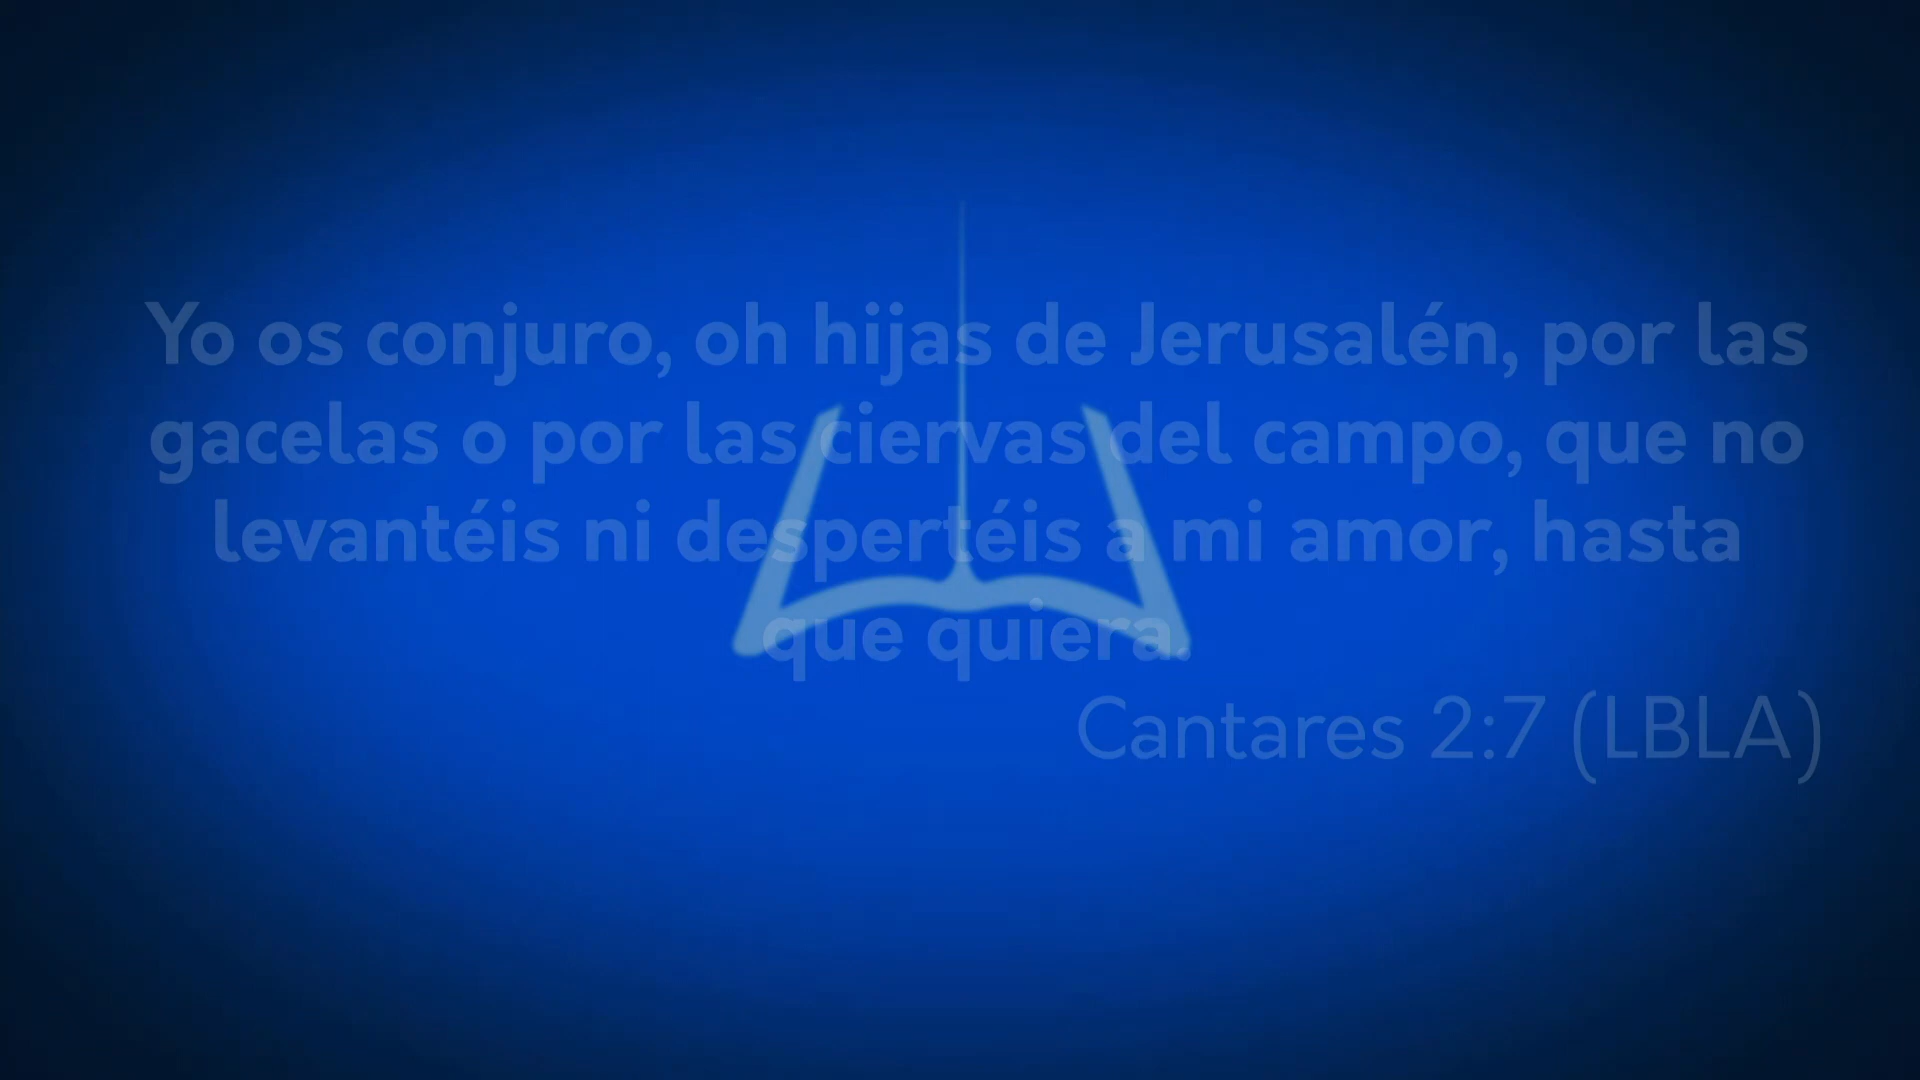 Yo os conjuro, oh hijas de Jerusalén, por las
gacelas o por las ciervas del campo, que no
levantéis ni despertéis a mi amor, hasta
que quiera.
Cantares 2:7 (LBLA)